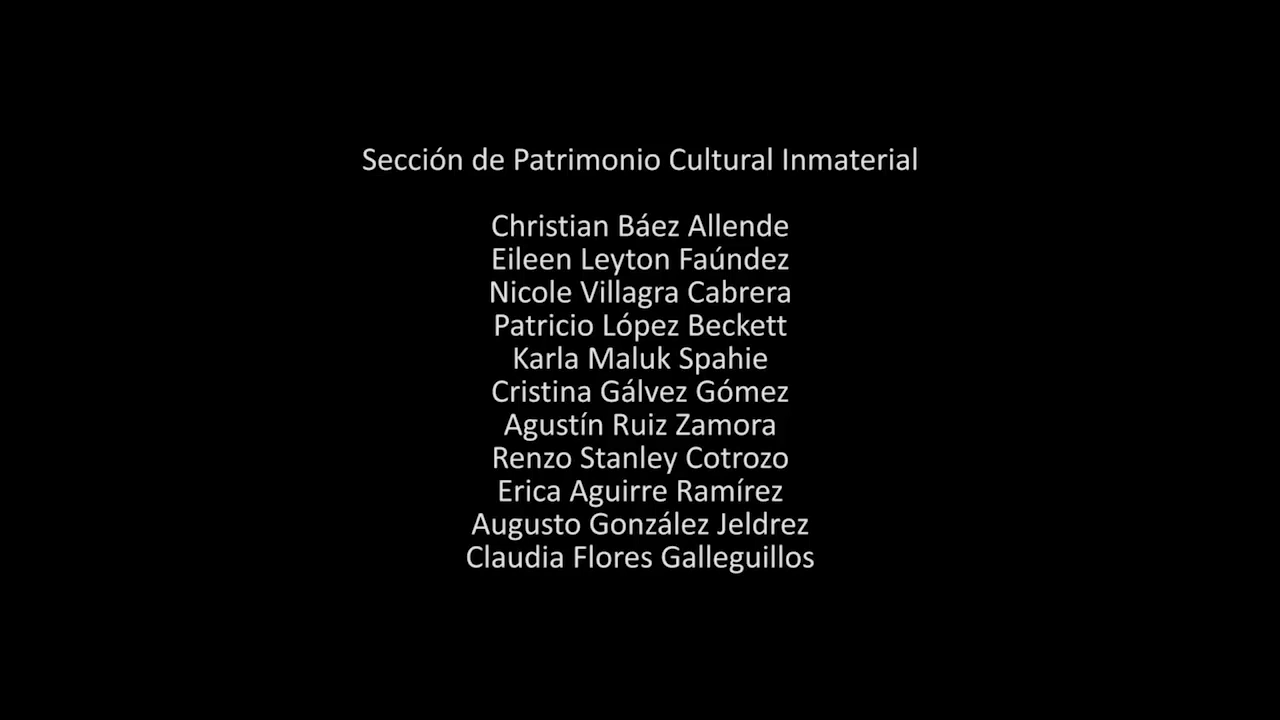 Sección de Patrimonio Cultural Inmaterial
Christian Báez Allende
Eileen Leyton Faúndez
Nicole Villagra Cabrera
Patricio López Beckett
Karla Maluk Spahie
Cristina Gálvez Gómez
Agustín Ruiz Zamora
Renzo Stanley Cotrozo
Erica Aguirre Ramírez
Augusto González Jeldrez
Claudia Flores Galleguillos